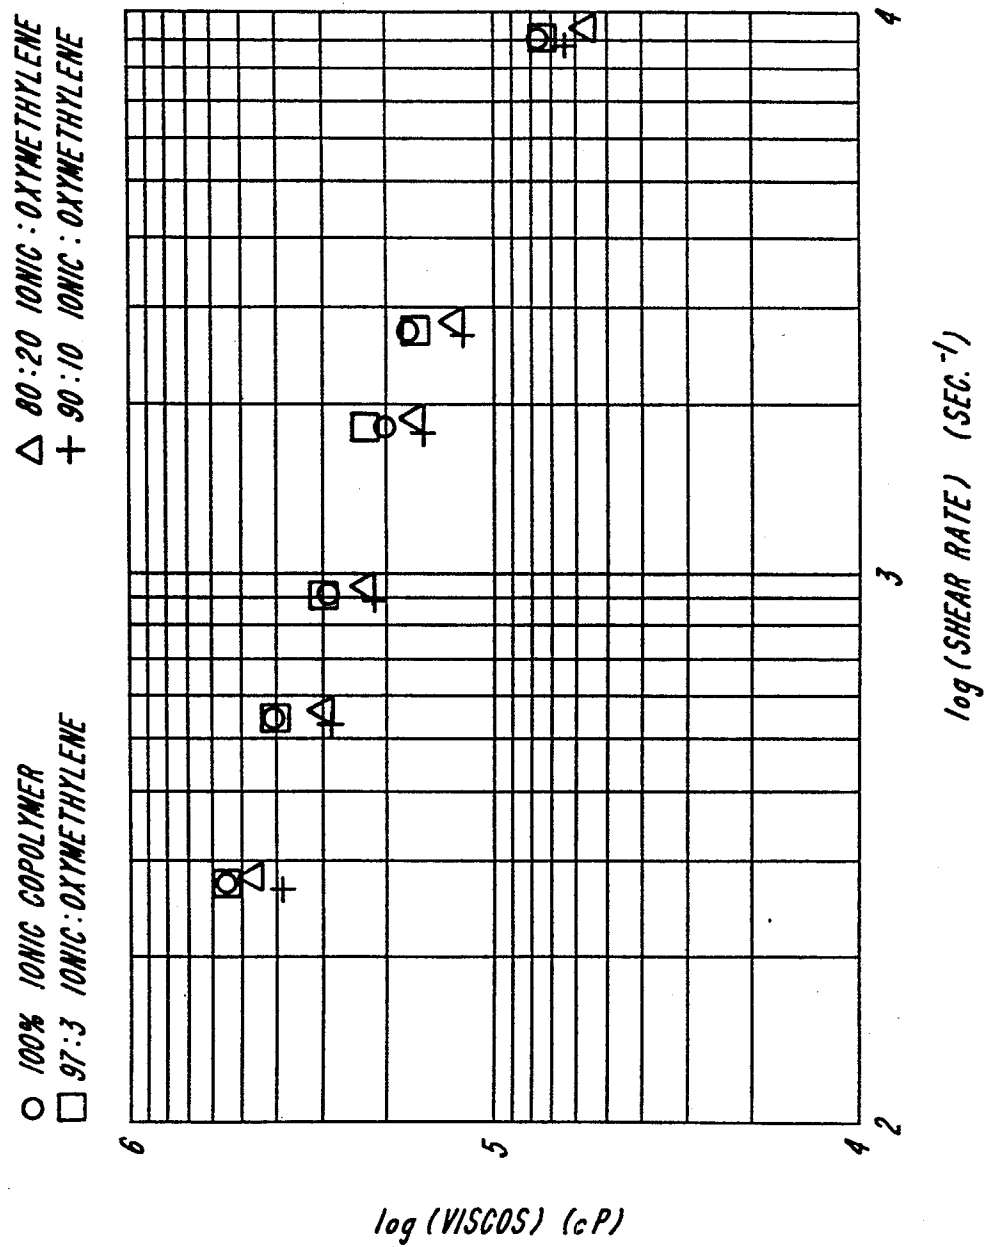 ○ 100% IONIC COPOLYMER
□ 97:3 IONIC:OXYMETHYLENE
△ 80:20 IONIC:OXYMETHYLENE
+ 90:10 IONIC:OXYMETHYLENE
6
5
4
log (VISCOS) (cP)
2
3
4
log (SHEAR RATE) (SEC.⁻¹)